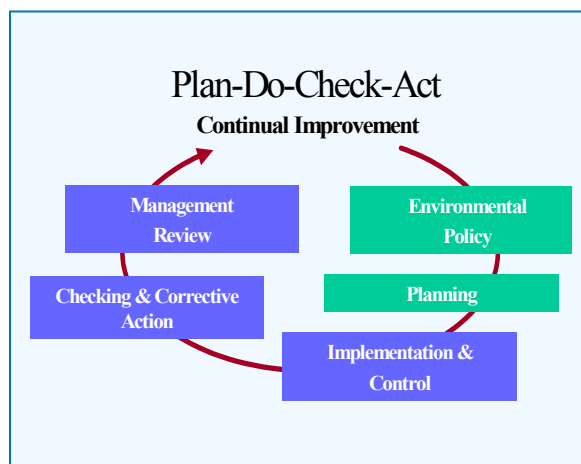 Plan-Do-Check-Act
Continual Improvement
Environmental
Policy
Planning
Implementation &
Control
Checking & Corrective
Action
Management
Review